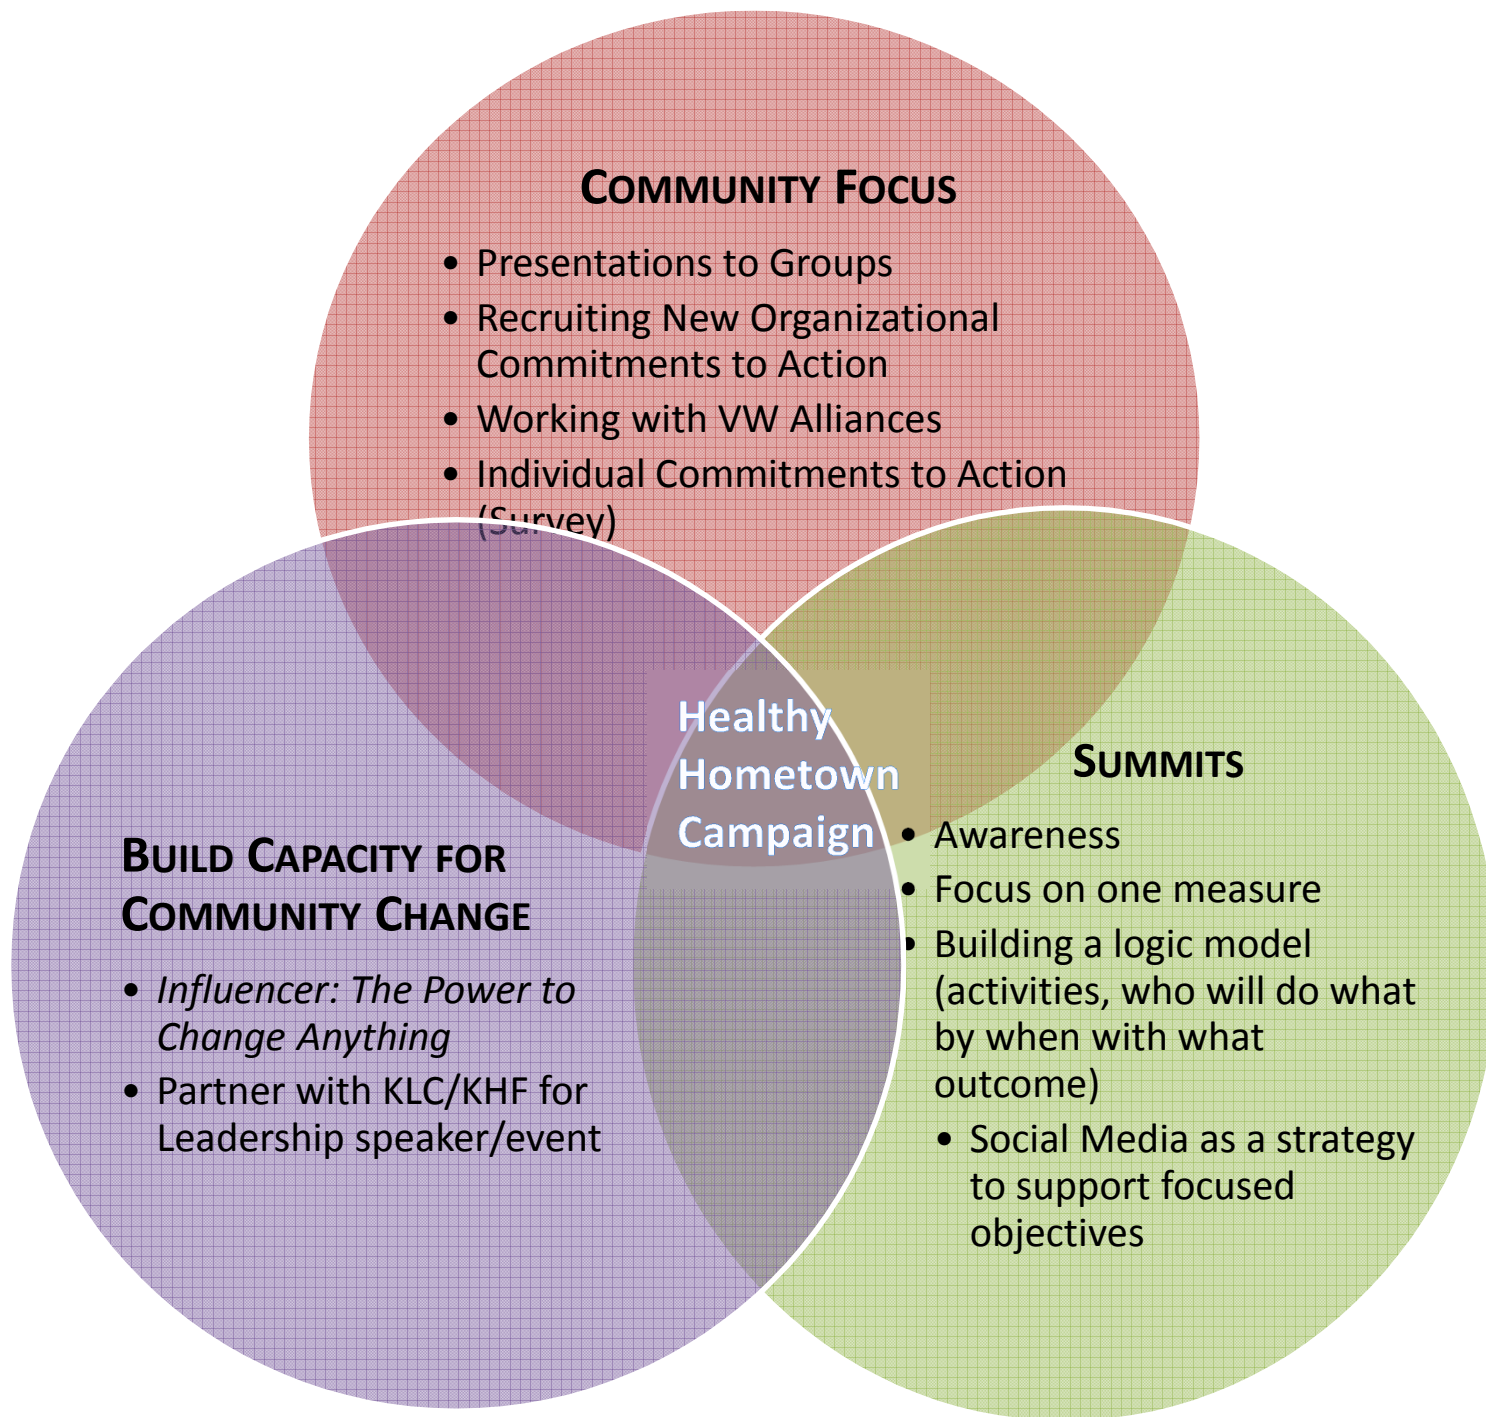 COMMUNITY FOCUS
• Presentations to Groups
• Recruiting New Organizational
Commitments to Action
• Working with VW Alliances
• Individual Commitments to Action
(Survey)
Healthy
Hometown
Campaign
SUMMITS
• Awareness
• Focus on one measure
• Building a logic model
(activities, who will do what
by when with what
outcome)
• Social Media as a strategy
to support focused
objectives
BUILD CAPACITY FOR
COMMUNITY CHANGE
• Influencer: The Power to
Change Anything
• Partner with KLC/KHF for
Leadership speaker/event